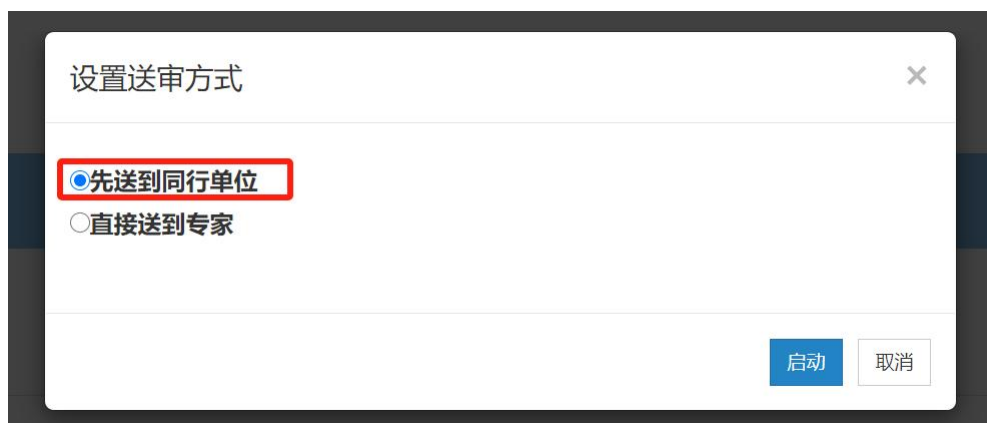 设置送审方式
×
先送到同行单位
直接送到专家
启动
取消